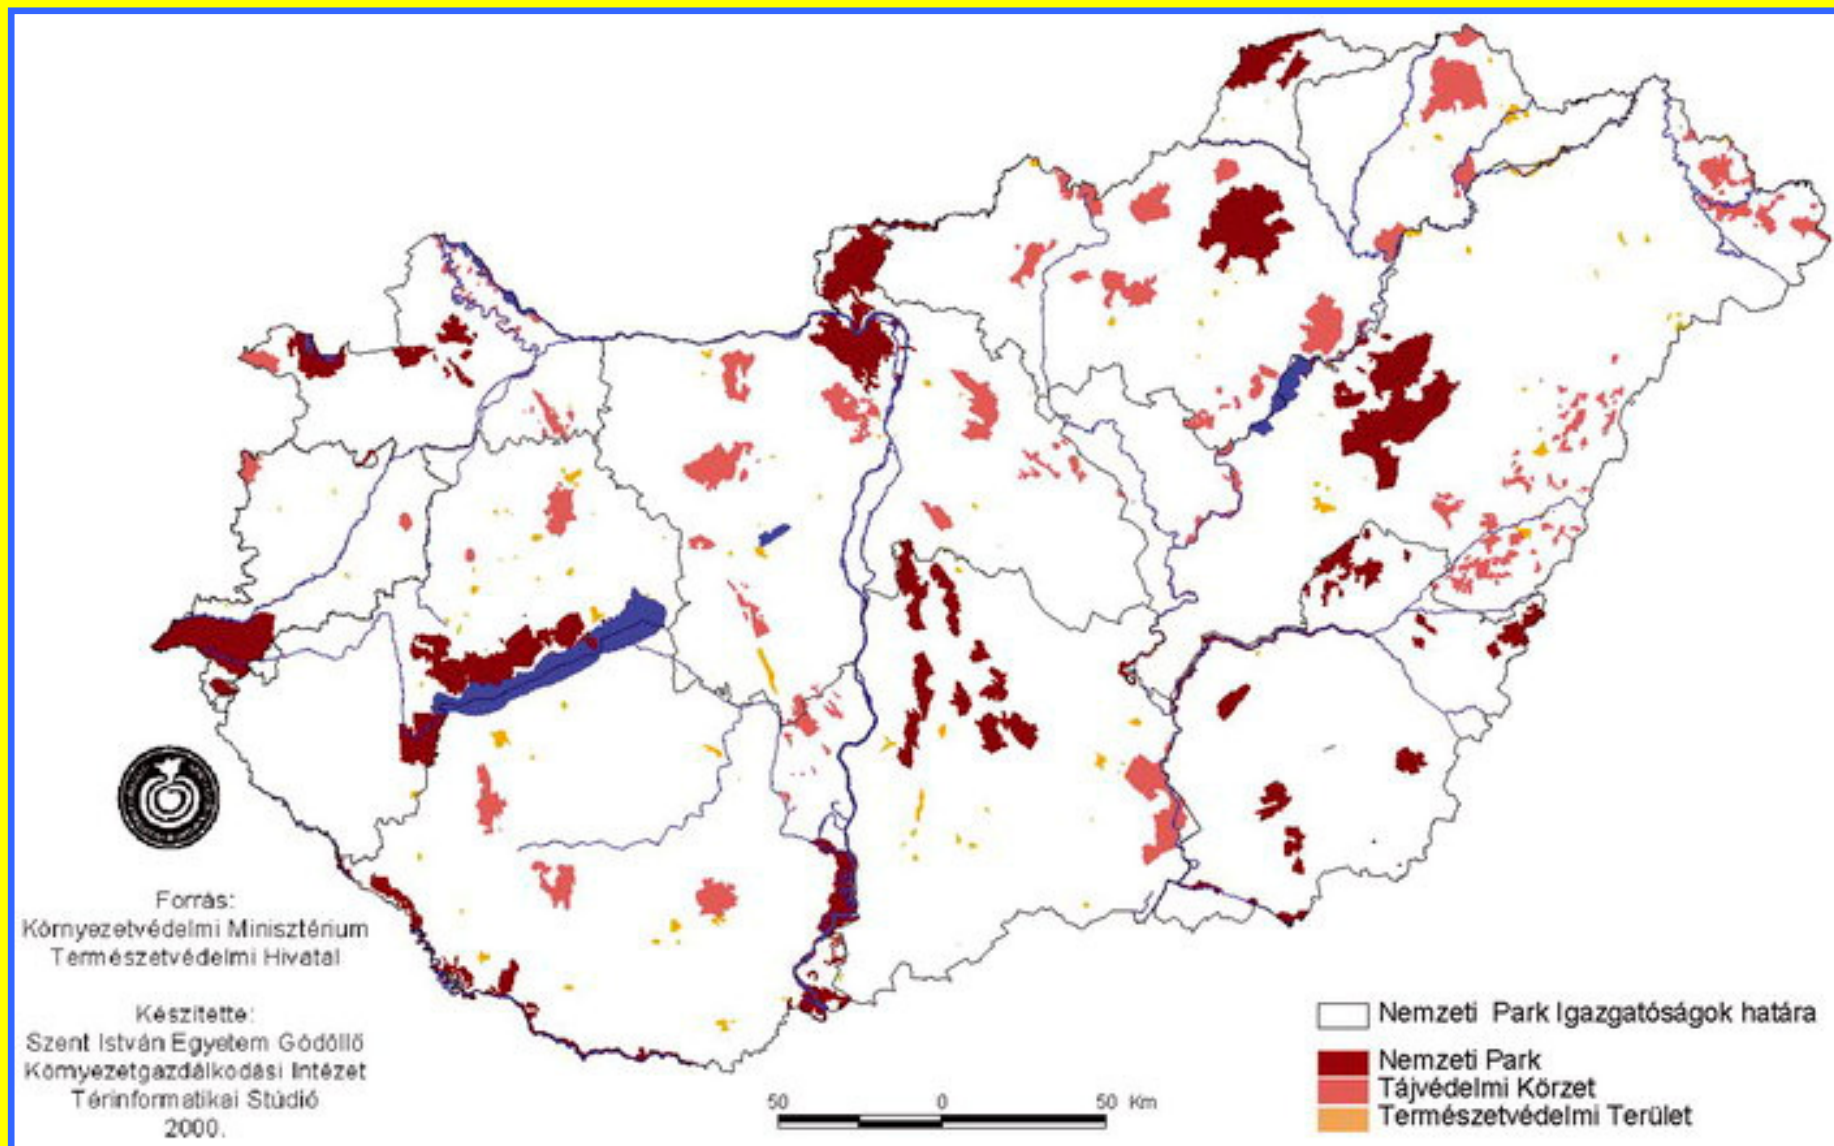 Forrás:
Környezetvédelmi Minisztérium
Természetvédelmi Hivatal
Készítette:
Szent István Egyetem Gödöllő
Környezetgazdálkodási Intézet
Térinformatikai Stúdió
2000.
50 0 50 Km
Nemzeti Park Igazgatóságok határa
Nemzeti Park
Tájvédelmi Körzet
Természetvédelmi Terület